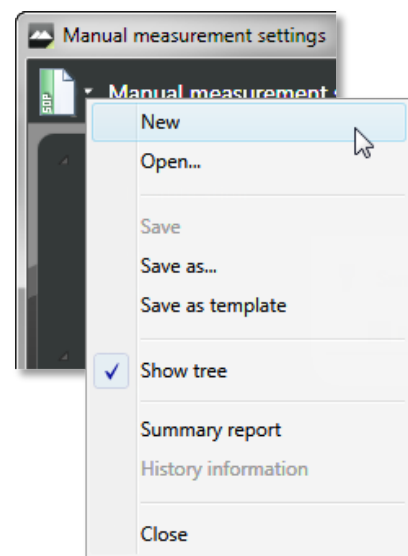 Manual measurement settings
SOP
Manual measurement s
New
Open...
Save
Save as...
Save as template
Show tree
Summary report
History information
Close